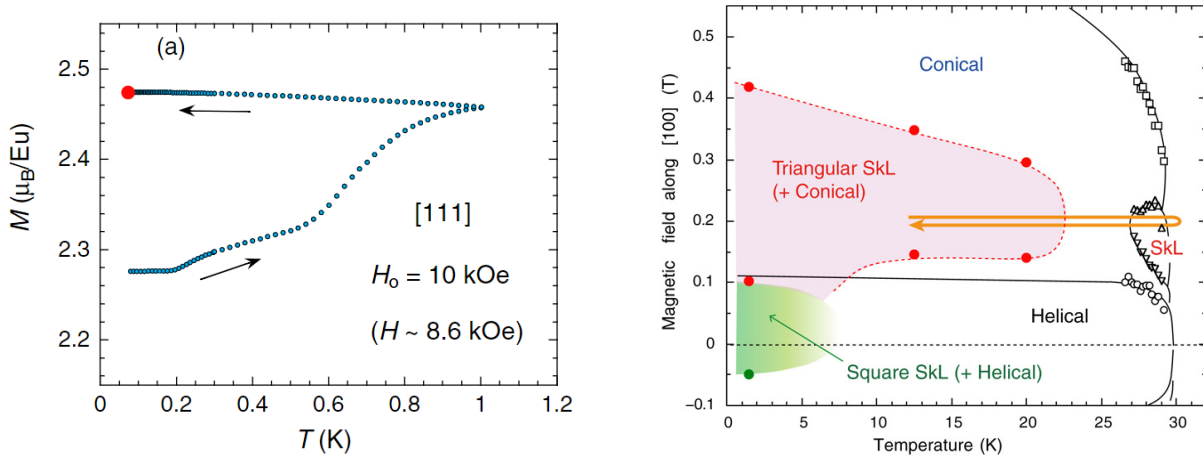 (a)
2.5
2.4
2.3
2.2
M (μB/Eu)
[111]
Ho = 10 kOe
(H ~ 8.6 kOe)
0 0.2 0.4 0.6 0.8 1 1.2
T (K)
Magnetic field along [100] (T)
0.5
0.4
0.3
0.2
0.1
0
−0.1
Conical
Triangular SkL
(+ Conical)
SkL
Helical
Square SkL (+ Helical)
0 5 10 15 20 25 30
Temperature (K)